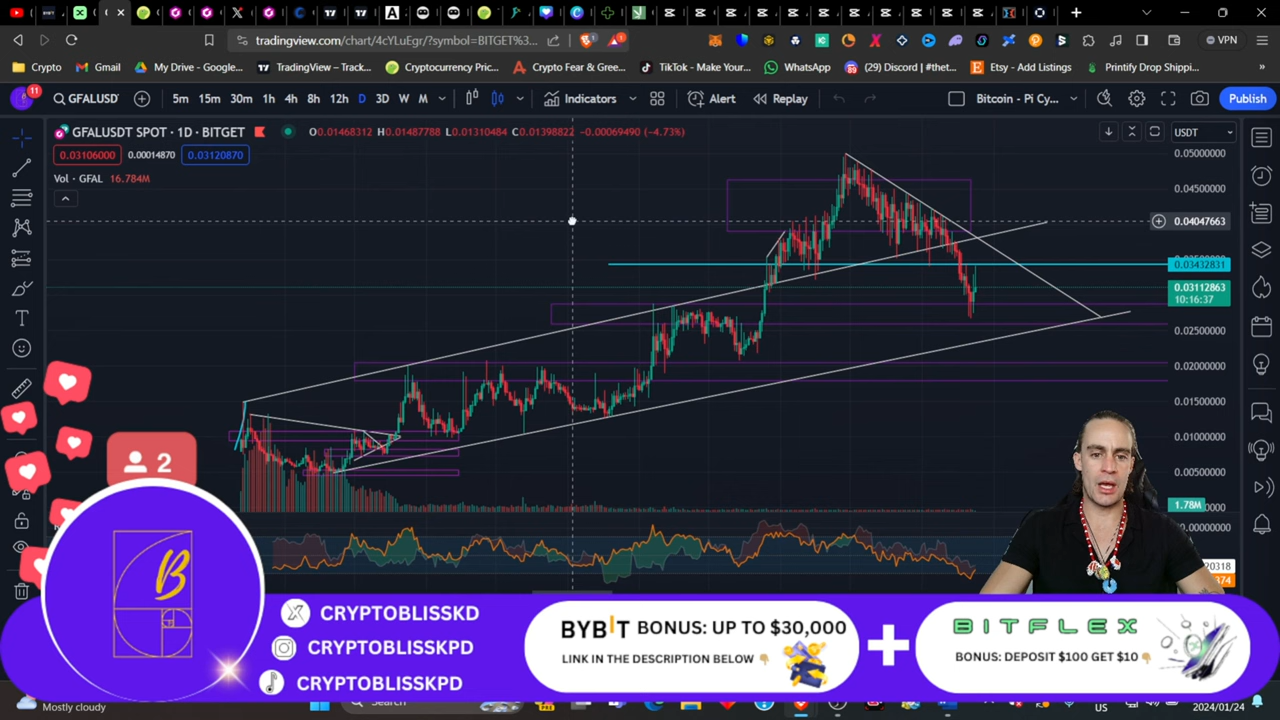 tradingview.com/chart/4cYLuEgr/?symbol=BITGET%3...
VPN
Crypto
Gmail
My Drive - Google...
TradingView – Track...
Cryptocurrency Pric...
Crypto Fear & Gree...
TikTok - Make Your...
WhatsApp
(29) Discord | #thet...
Etsy - Add Listings
Printify Drop Shippi...
11
GFALUSDT
5m 15m 30m 1h 4h 8h 12h D 3D W M
Indicators
Alert
Replay
Bitcoin - Pi Cy...
Publish
GFALUSDT SPOT · 1D · BITGET
O0.01468312 H0.01487788 L0.01310484 C0.01398822 −0.00069490 (−4.73%)
USDT
0.03106000
0.00014870
0.03120870
Vol · GFAL 16.784M
0.05000000
0.04500000
0.04047663
0.03432831
0.03112863
10:16:37
0.02500000
0.02000000
0.01500000
0.01000000
0.00500000
1.78M
2
B
CRYPTOBLISSKD
CRYPTOBLISSKPD
CRYPTOBLISSKPD
BYBIT BONUS: UP TO $30,000
LINK IN THE DESCRIPTION BELOW
BITFLEX
BONUS: DEPOSIT $100 GET $10
Mostly cloudy
Search
US
2024/01/24